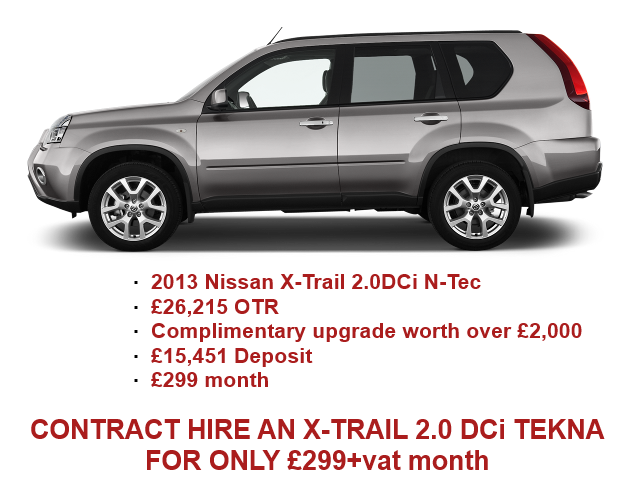 · 2013 Nissan X-Trail 2.0DCi N-Tec
· £26,215 OTR
· Complimentary upgrade worth over £2,000
· £15,451 Deposit
· £299 month
CONTRACT HIRE AN X-TRAIL 2.0 DCi TEKNA
FOR ONLY £299+vat month